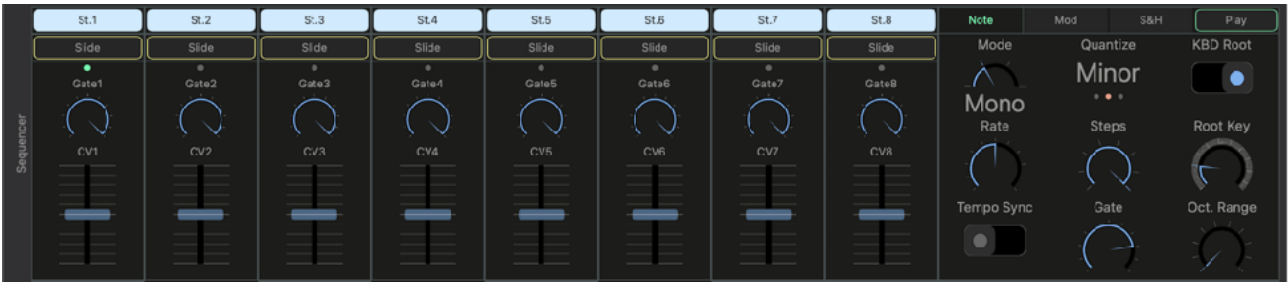 St.1 St.2 St.3 St.4 St.5 St.6 St.7 St.8 Note Mod S&H Pay
Slide Slide Slide Slide Slide Slide Slide Slide
Mode Quantize KBD Root
Gate1 Gate2 Gate3 Gate4 Gate5 Gate6 Gate7 Gate8
Minor
Mono
Rate Steps Root Key
CV1 CV2 CV3 CV4 CV5 CV6 CV7 CV8
Sequencer
Tempo Sync Gate Oct. Range